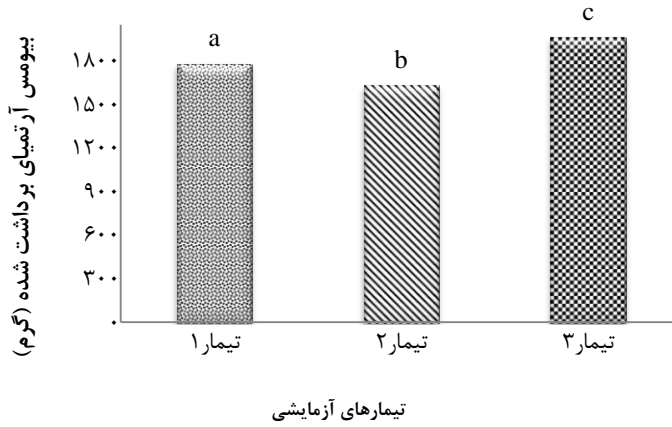 بیومس آرتمیای برداشت شده (گرم)
۱۸۰۰
۱۵۰۰
۱۲۰۰
۹۰۰
۶۰۰
۳۰۰
۰
a
b
c
تیمار۱
تیمار۲
تیمار۳
تیمارهای آزمایشی